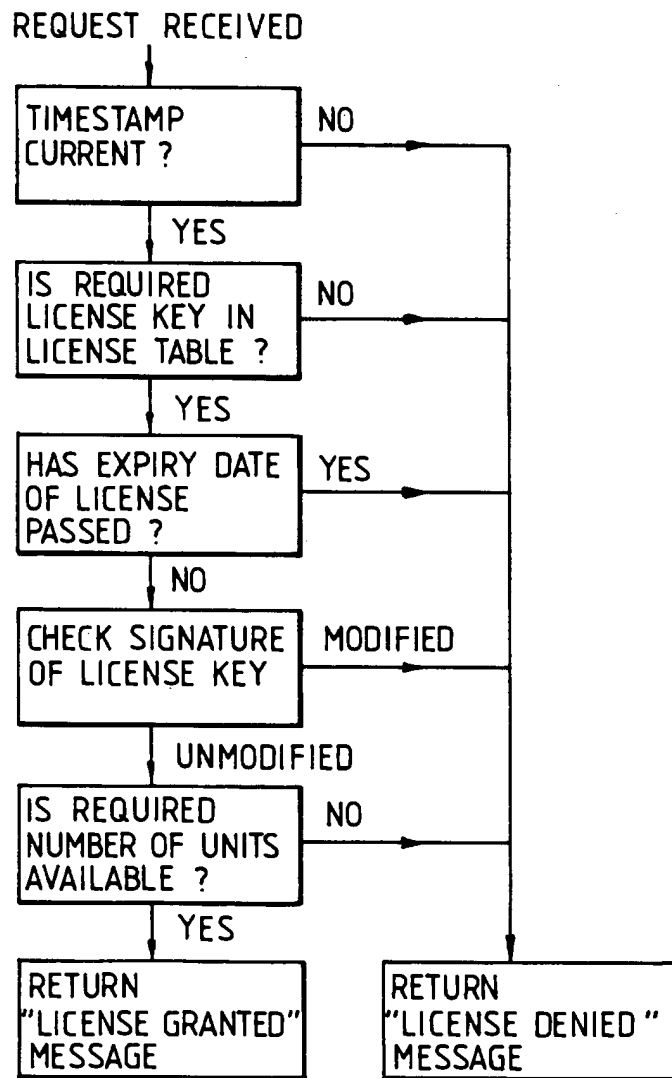 REQUEST RECEIVED
TIMESTAMP
CURRENT ?
NO
YES
IS REQUIRED
LICENSE KEY IN
LICENSE TABLE ?
NO
YES
HAS EXPIRY DATE
OF LICENSE
PASSED ?
YES
NO
CHECK SIGNATURE
OF LICENSE KEY
MODIFIED
UNMODIFIED
IS REQUIRED
NUMBER OF UNITS
AVAILABLE ?
NO
YES
RETURN
"LICENSE GRANTED"
MESSAGE
RETURN
"LICENSE DENIED"
MESSAGE